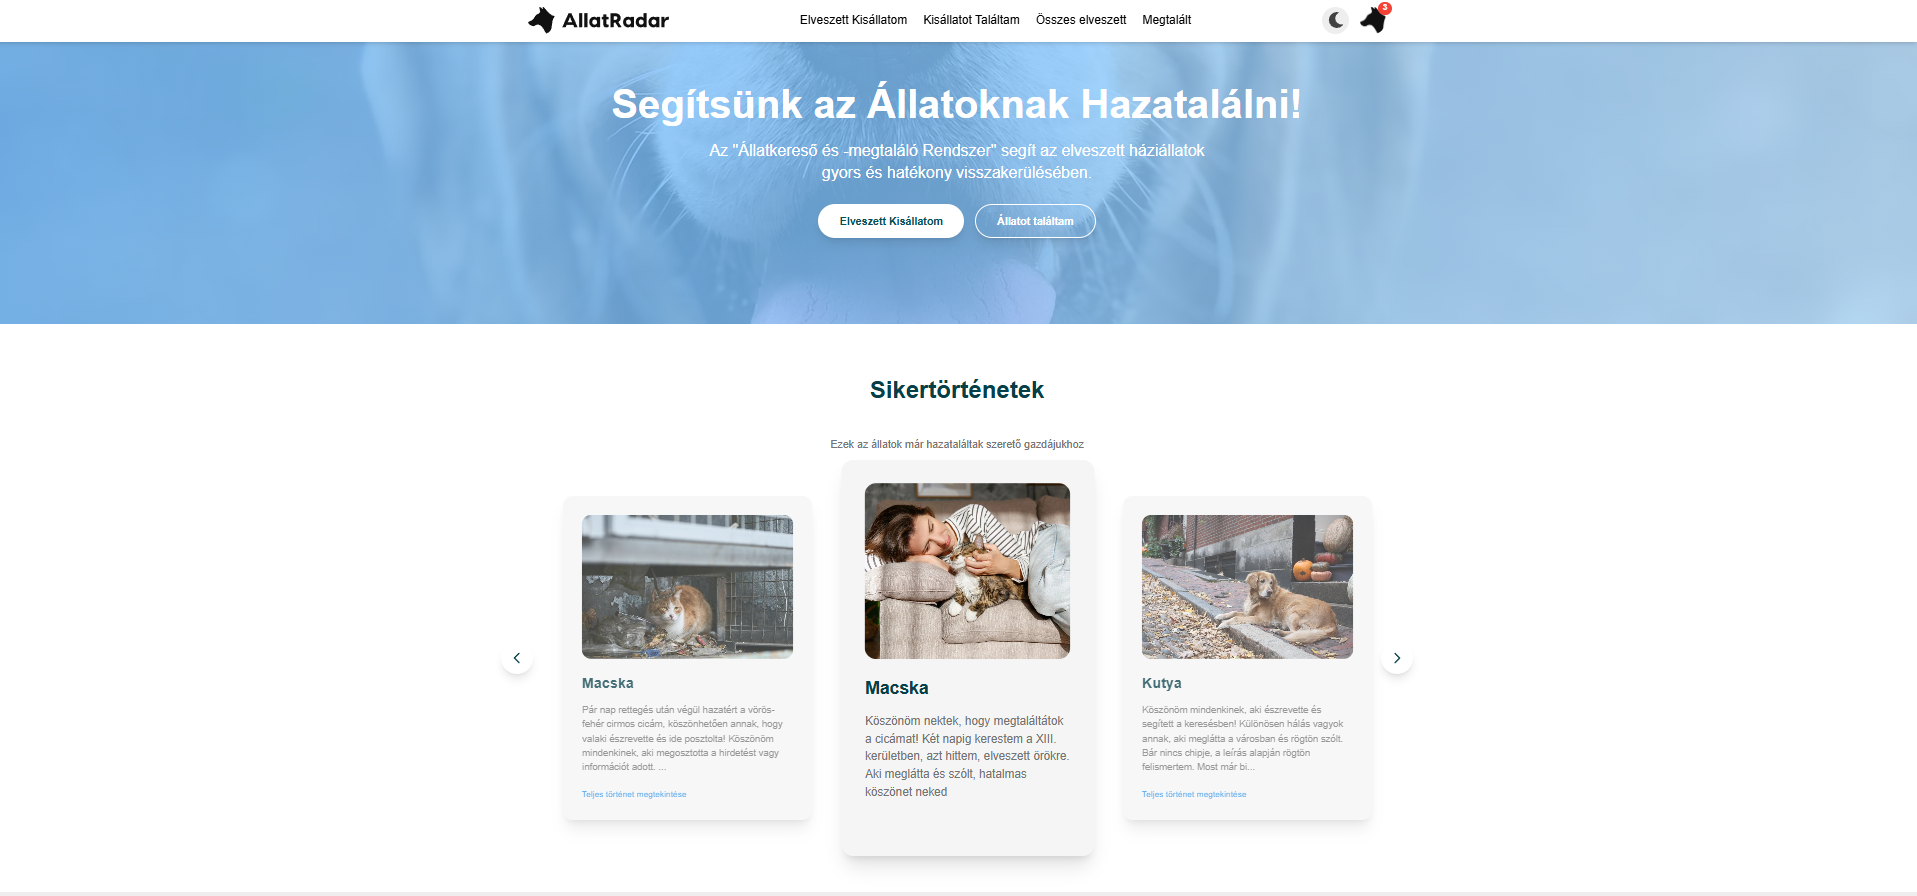 AllatRadar
Elveszett Kisállatom
Kisállatot Találtam
Összes elveszett
Megtalált
3
Segítsünk az Állatoknak Hazatalálni!
Az "Állatkereső és -megtaláló Rendszer" segít az elveszett háziállatok
gyors és hatékony visszakerülésében.
Elveszett Kisállatom
Állatot találtam
Sikertörténetek
Ezek az állatok már hazataláltak szerető gazdájukhoz
Macska
Pár nap rettegés után végül hazatért a vörös-
fehér cirmos cicám, köszönhetően annak, hogy
valaki észrevette és ide posztolta! Köszönöm
mindenkinek, aki megosztotta a hirdetést vagy
információt adott. ...
Teljes történet megtekintése
Macska
Köszönöm nektek, hogy megtaláltátok
a cicámat! Két napig kerestem a XIII.
kerületben, azt hittem, elveszett örökre.
Aki meglátta és szólt, hatalmas
köszönet neked
Kutya
Köszönöm mindenkinek, aki észrevette és
segített a keresésben! Különösen hálás vagyok
annak, aki meglátta a városban és rögtön szólt.
Bár nincs chipje, a leírás alapján rögtön
felismertem. Most már bi...
Teljes történet megtekintése